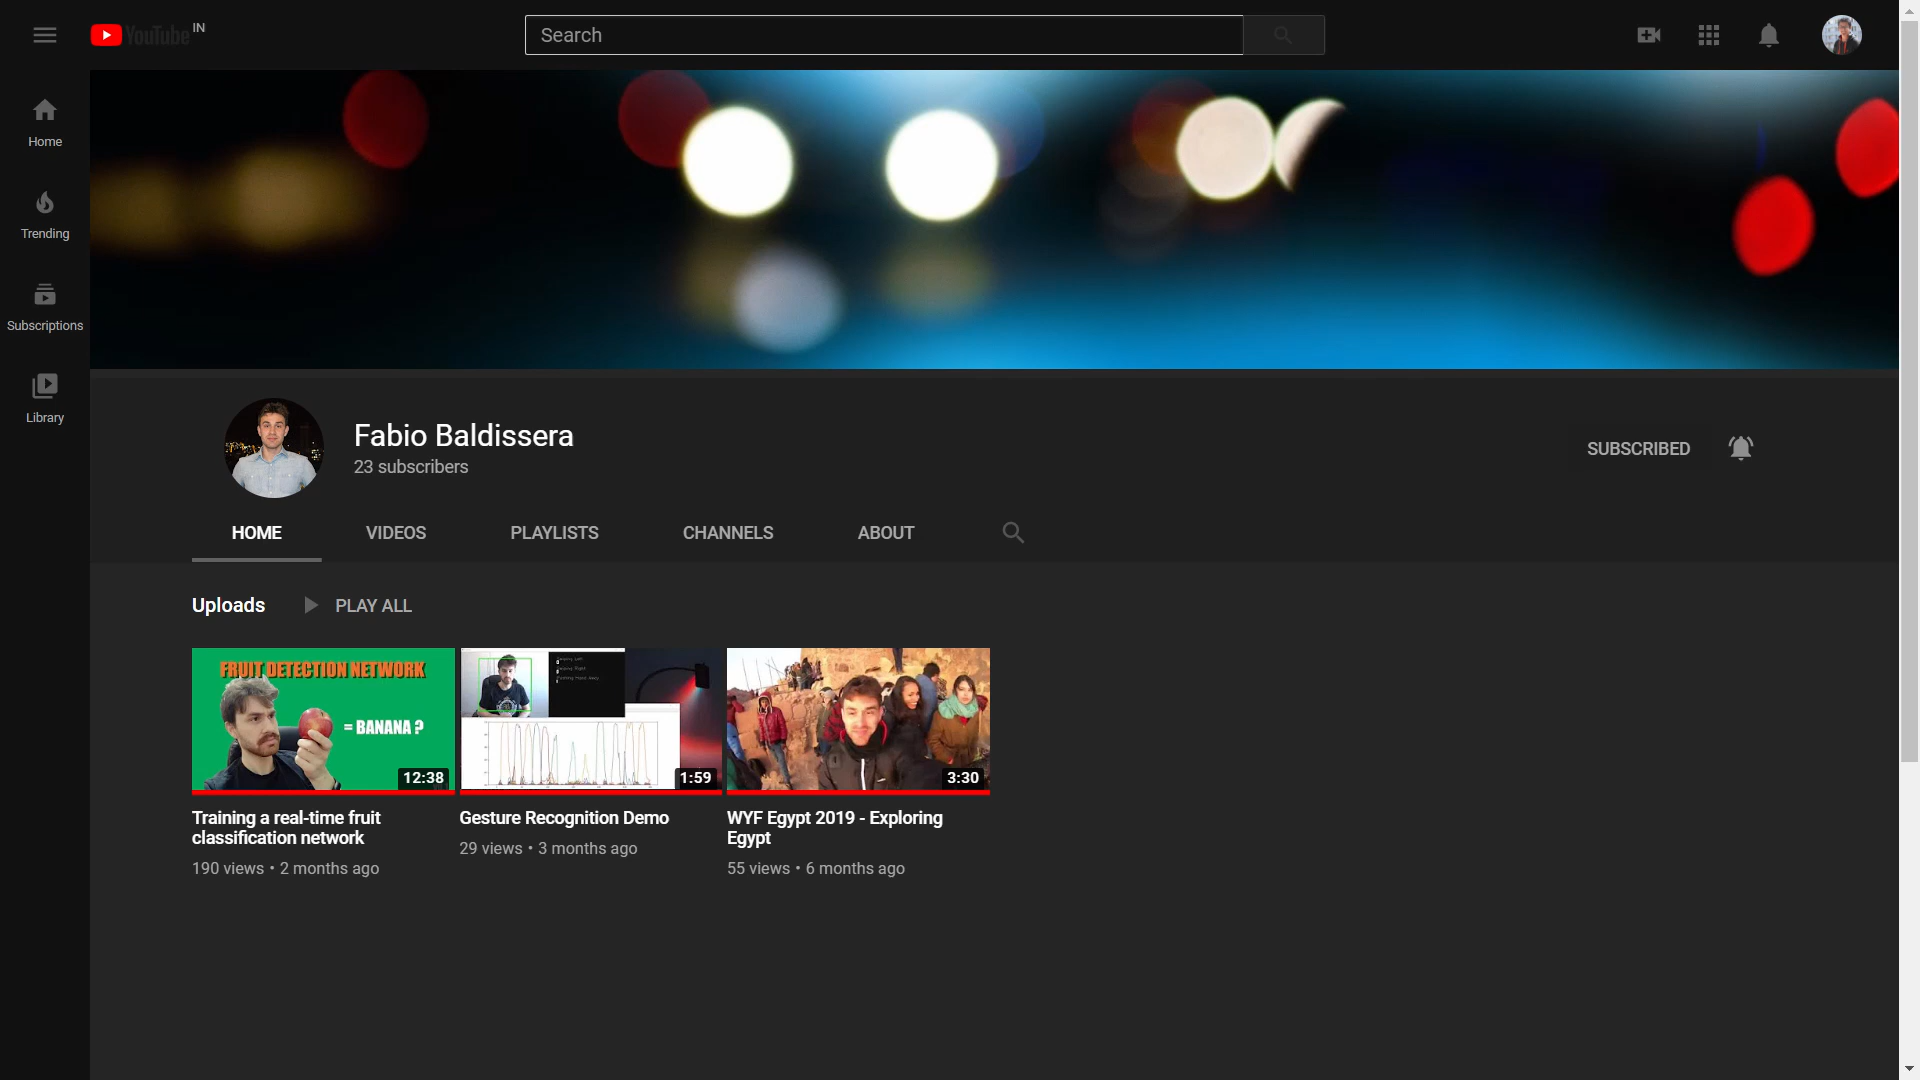 YouTube IN
Search
Home
Trending
Subscriptions
Library
Fabio Baldissera
23 subscribers
SUBSCRIBED
HOME VIDEOS PLAYLISTS CHANNELS ABOUT
Uploads PLAY ALL
FRUIT DETECTION NETWORK
= BANANA ?
12:38
1:59
3:30
Training a real-time fruit
classification network
190 views • 2 months ago
Gesture Recognition Demo
29 views • 3 months ago
WYF Egypt 2019 - Exploring
Egypt
55 views • 6 months ago